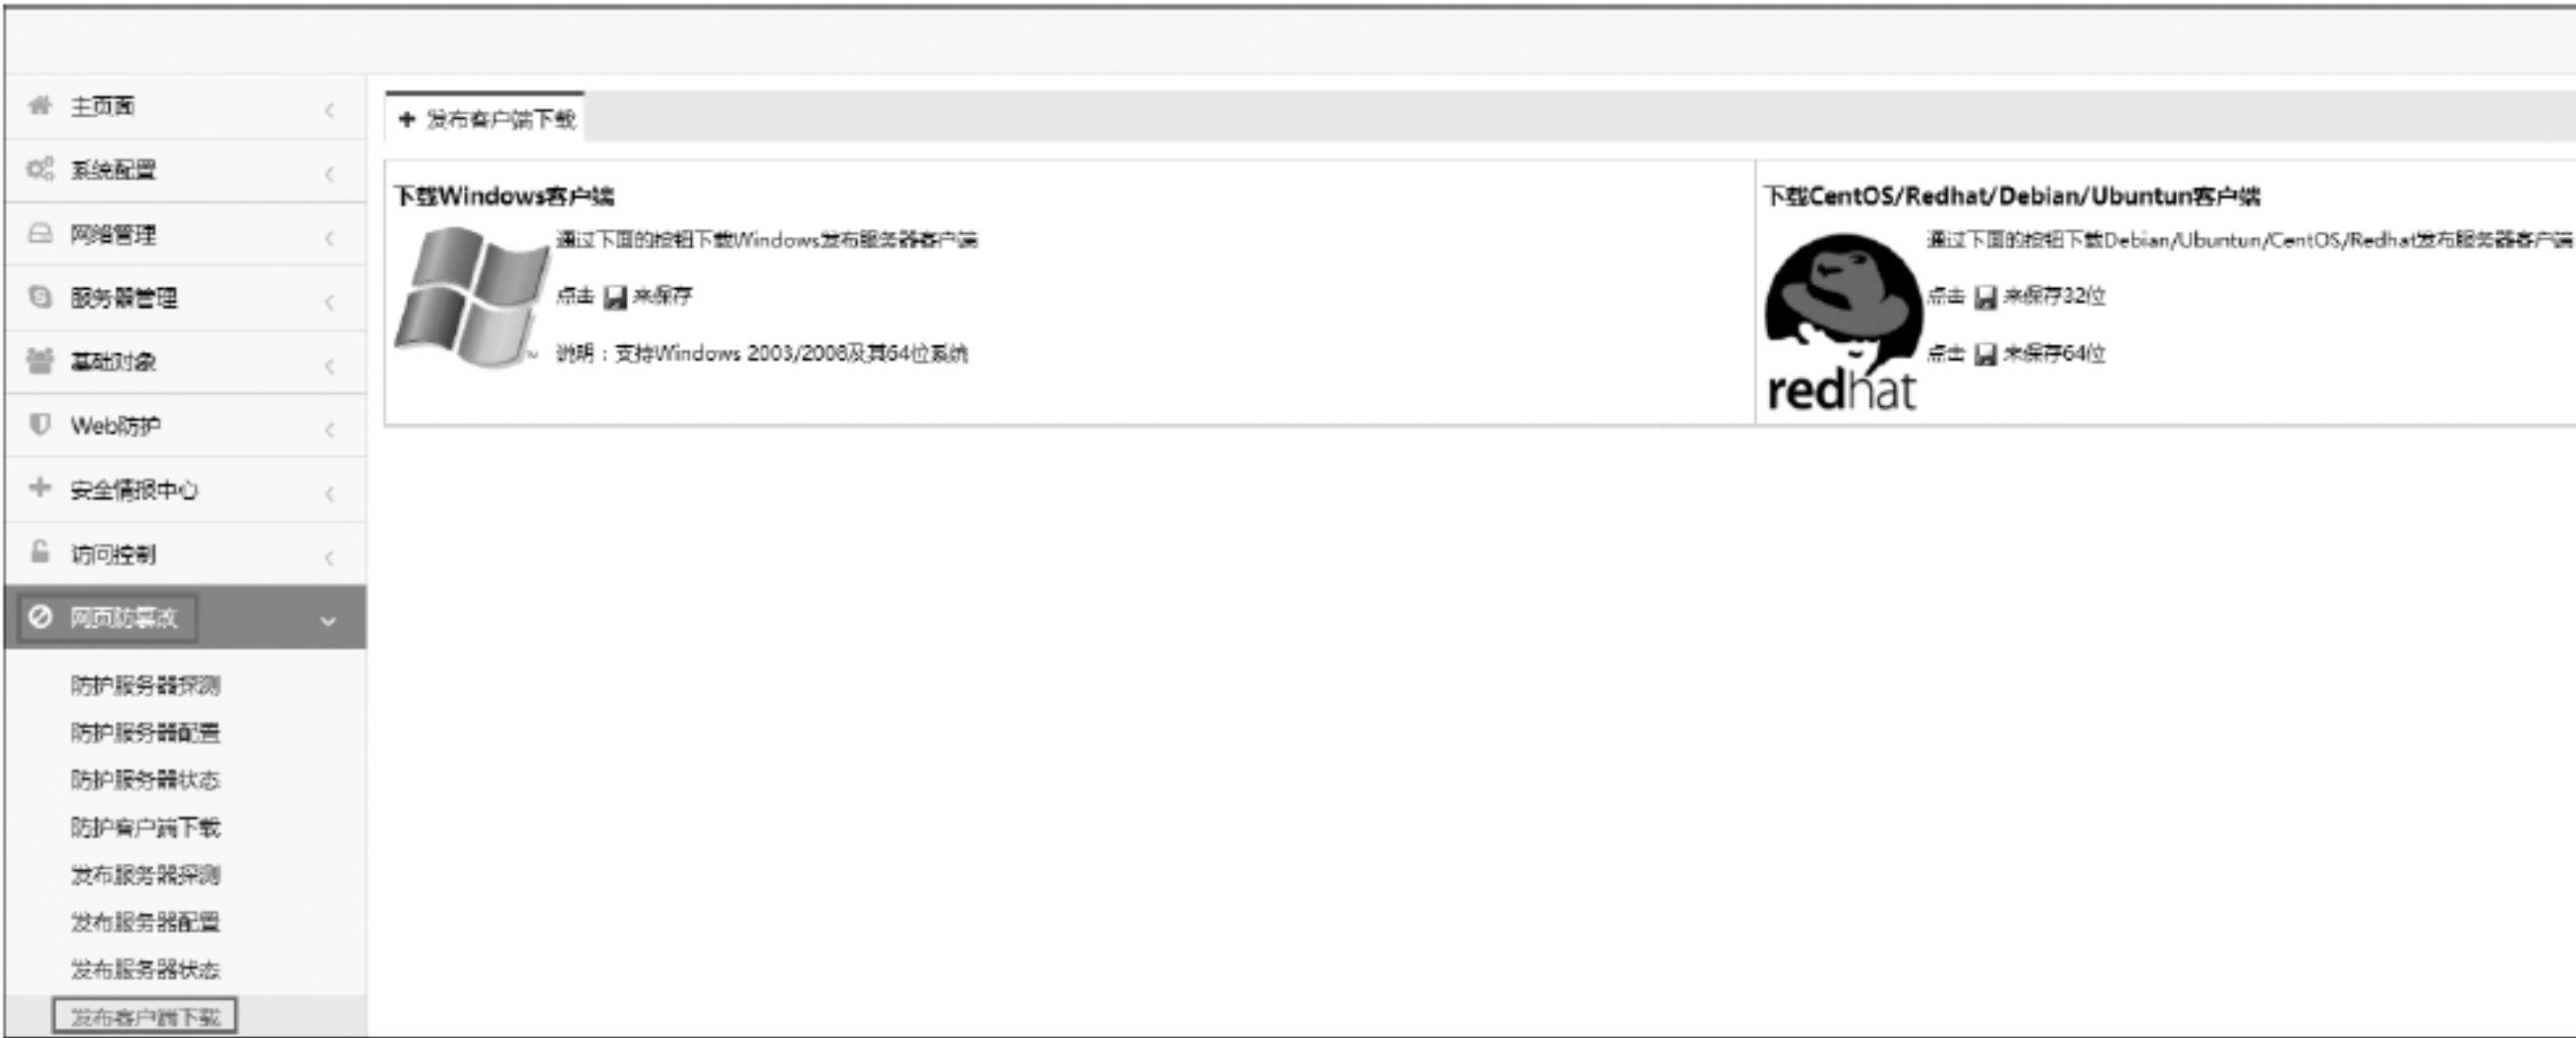 主页面
系统配置
网络管理
服务器管理
基础对象
Web防护
安全情报中心
访问控制
网页防篡改
防护服务器探测
防护服务器配置
防护服务器状态
防护客户端下载
发布服务器探测
发布服务器配置
发布服务器状态
发布客户端下载
发布客户端下载
下载Windows客户端
通过下面的按钮下载Windows发布服务器客户端
点击 来保存
说明：支持Windows 2003/2008及其64位系统
下载CentOS/Redhat/Debian/Ubuntun客户端
通过下面的按钮下载Debian/Ubuntun/CentOS/Redhat发布服务器客户端
点击 来保存32位
点击 来保存64位
redhat